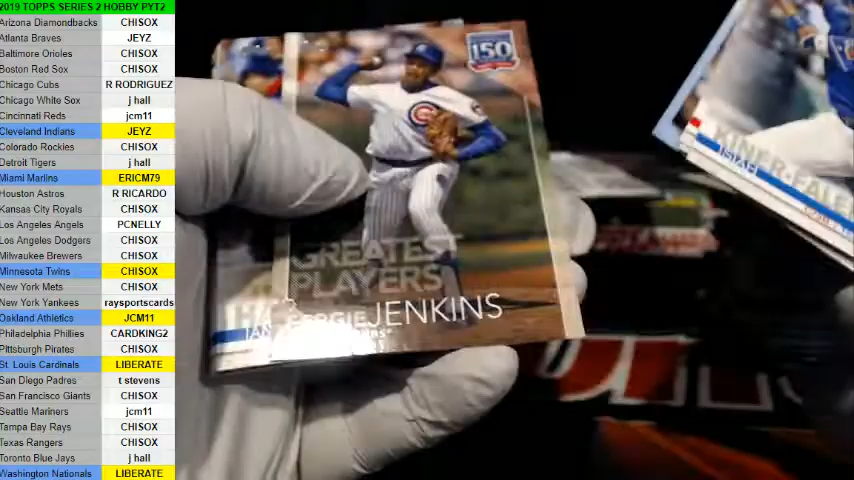 2019 TOPPS SERIES 2 HOBBY PYT2
Arizona Diamondbacks CHISOX
Atlanta Braves JEYZ
Baltimore Orioles CHISOX
Boston Red Sox CHISOX
Chicago Cubs R RODRIGUEZ
Chicago White Sox j hall
Cincinnati Reds jcm11
Cleveland Indians JEYZ
Colorado Rockies CHISOX
Detroit Tigers j hall
Miami Marlins ERICM79
Houston Astros R RICARDO
Kansas City Royals CHISOX
Los Angeles Angels PCNELLY
Los Angeles Dodgers CHISOX
Milwaukee Brewers CHISOX
Minnesota Twins CHISOX
New York Mets CHISOX
New York Yankees raysportscards
Oakland Athletics JCM11
Philadelphia Phillies CARDKING2
Pittsburgh Pirates CHISOX
St. Louis Cardinals LIBERATE
San Diego Padres t stevens
San Francisco Giants CHISOX
Seattle Mariners jcm11
Tampa Bay Rays CHISOX
Texas Rangers CHISOX
Toronto Blue Jays j hall
Washington Nationals LIBERATE
150
GREATEST
PLAYERS
JENKINS
IAN
KINER-FALEF
ISIAH